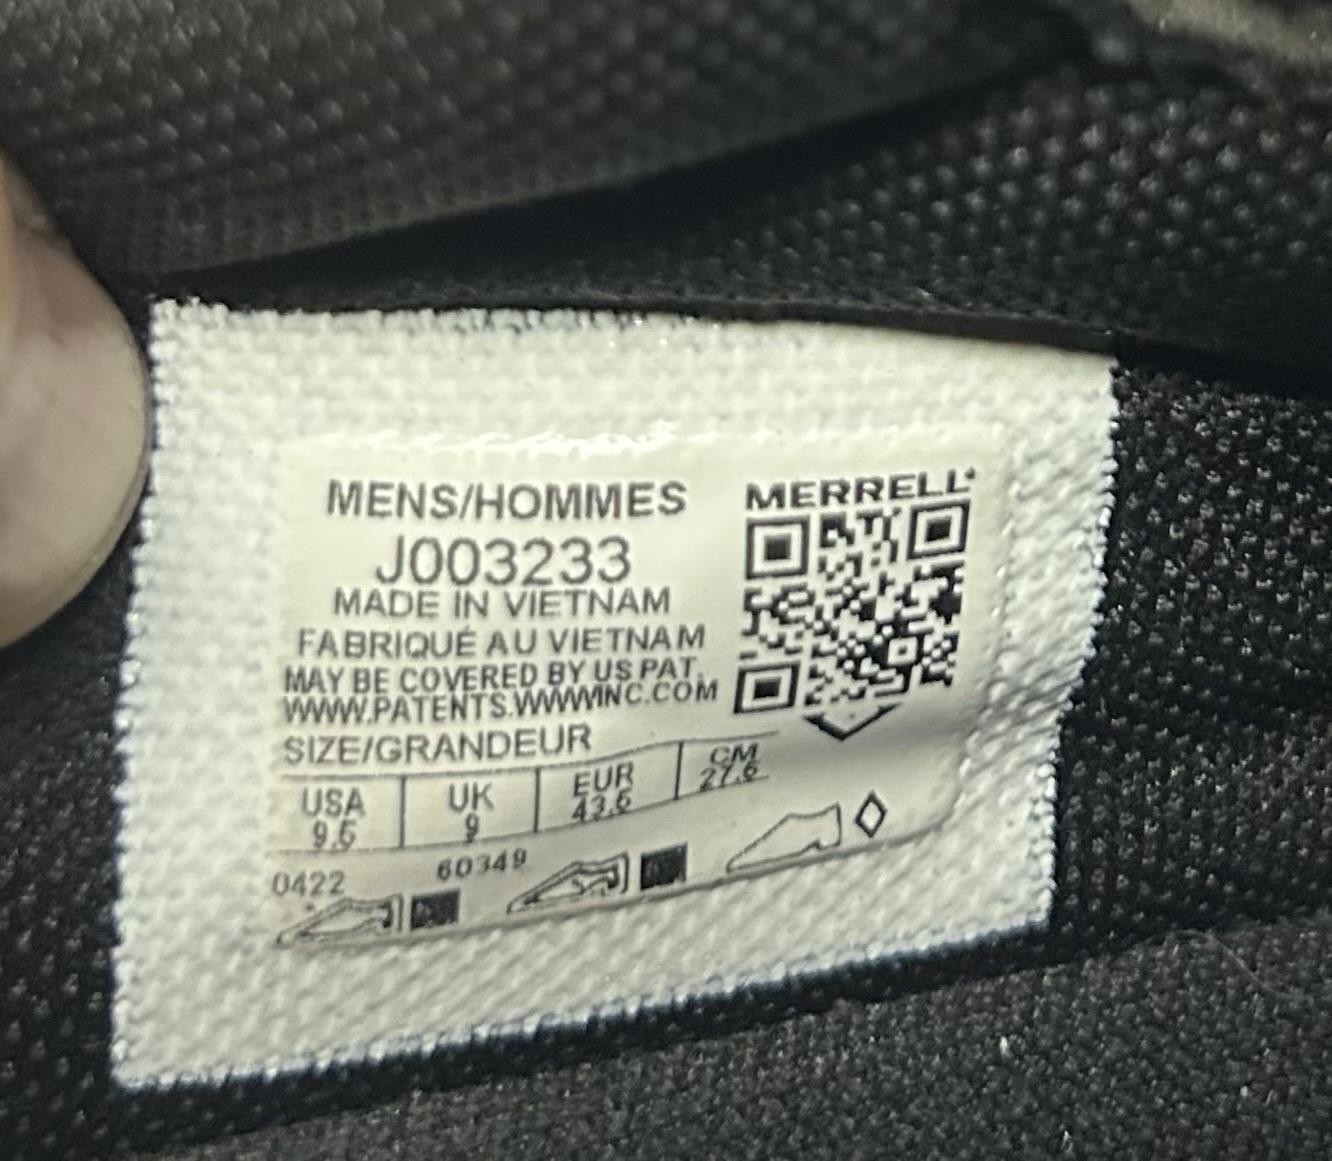 MENS/HOMMES
J003233
MADE IN VIETNAM
FABRIQUÉ AU VIETNAM
MAY BE COVERED BY US PAT.
WWW.PATENTS.WWWINC.COM
MERRELL
SIZE/GRANDEUR
USA UK EUR CM
9.5 9 43.5 27.5
0422 60349